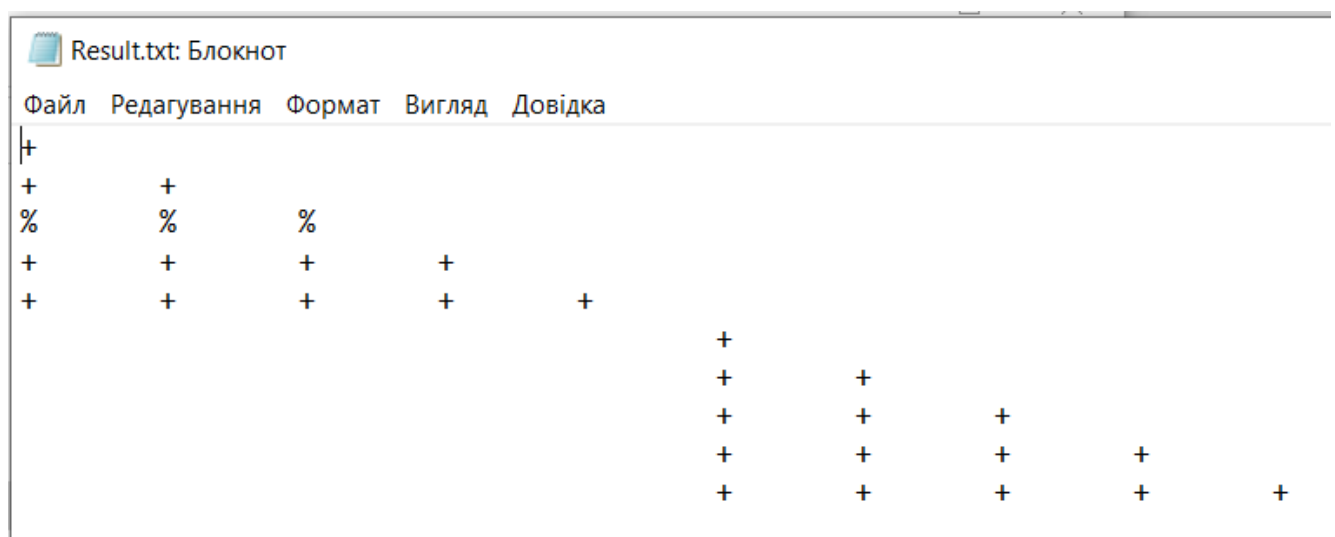 Result.txt: Блокнот
Файл Редагування Формат Вигляд Довідка
+
+ +
% % %
+ + + +
+ + + + +
+
+ +
+ + +
+ + + +
+ + + + +